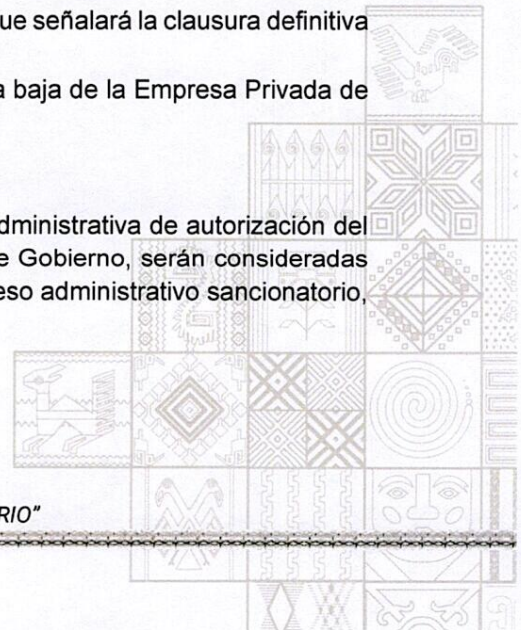 ue señalará la clausura definitiva
a baja de la Empresa Privada de
dministrativa de autorización del
e Gobierno, serán consideradas
eso administrativo sancionatorio,
RIO”